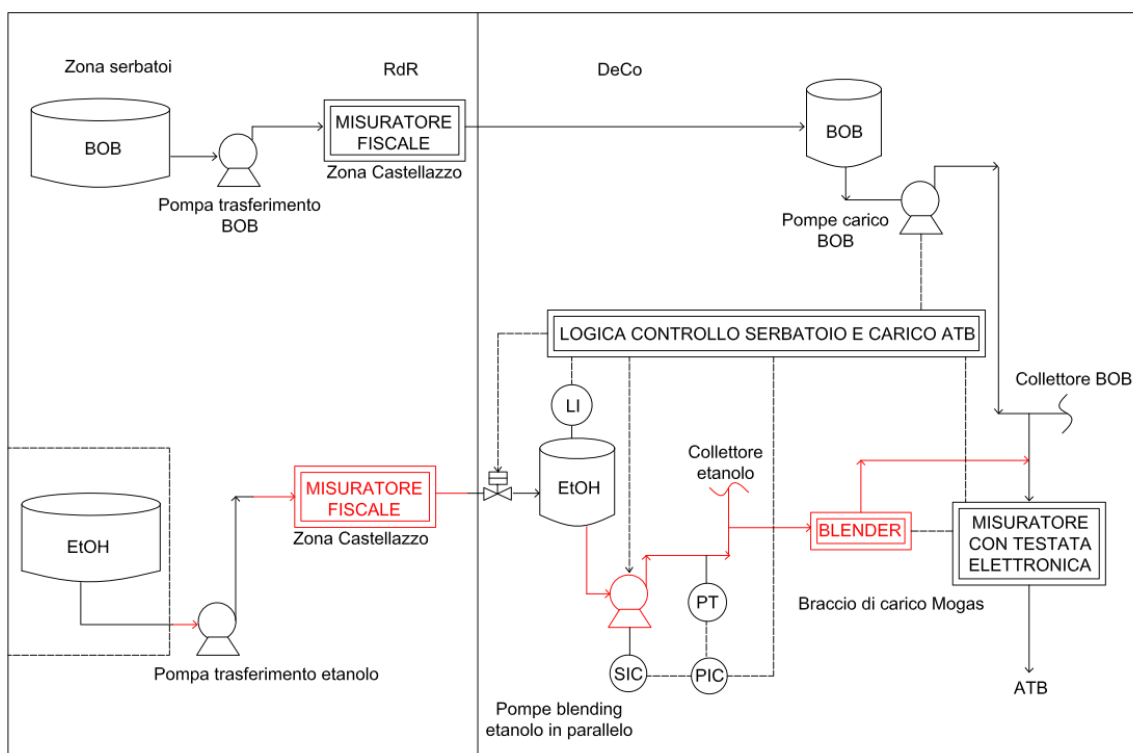 Zona serbatoi
RdR
DeCo
BOB
MISURATORE
FISCALE
Zona Castellazzo
Pompa trasferimento
BOB
BOB
Pompe carico
BOB
LOGICA CONTROLLO SERBATOIO E CARICO ATB
Collettore BOB
LI
Collettore
etanolo
EtOH
MISURATORE
FISCALE
Zona Castellazzo
EtOH
BLENDER
MISURATORE
CON TESTATA
ELETTRONICA
Braccio di carico Mogas
PT
Pompa trasferimento etanolo
SIC
PIC
ATB
Pompe blending
etanolo in parallelo